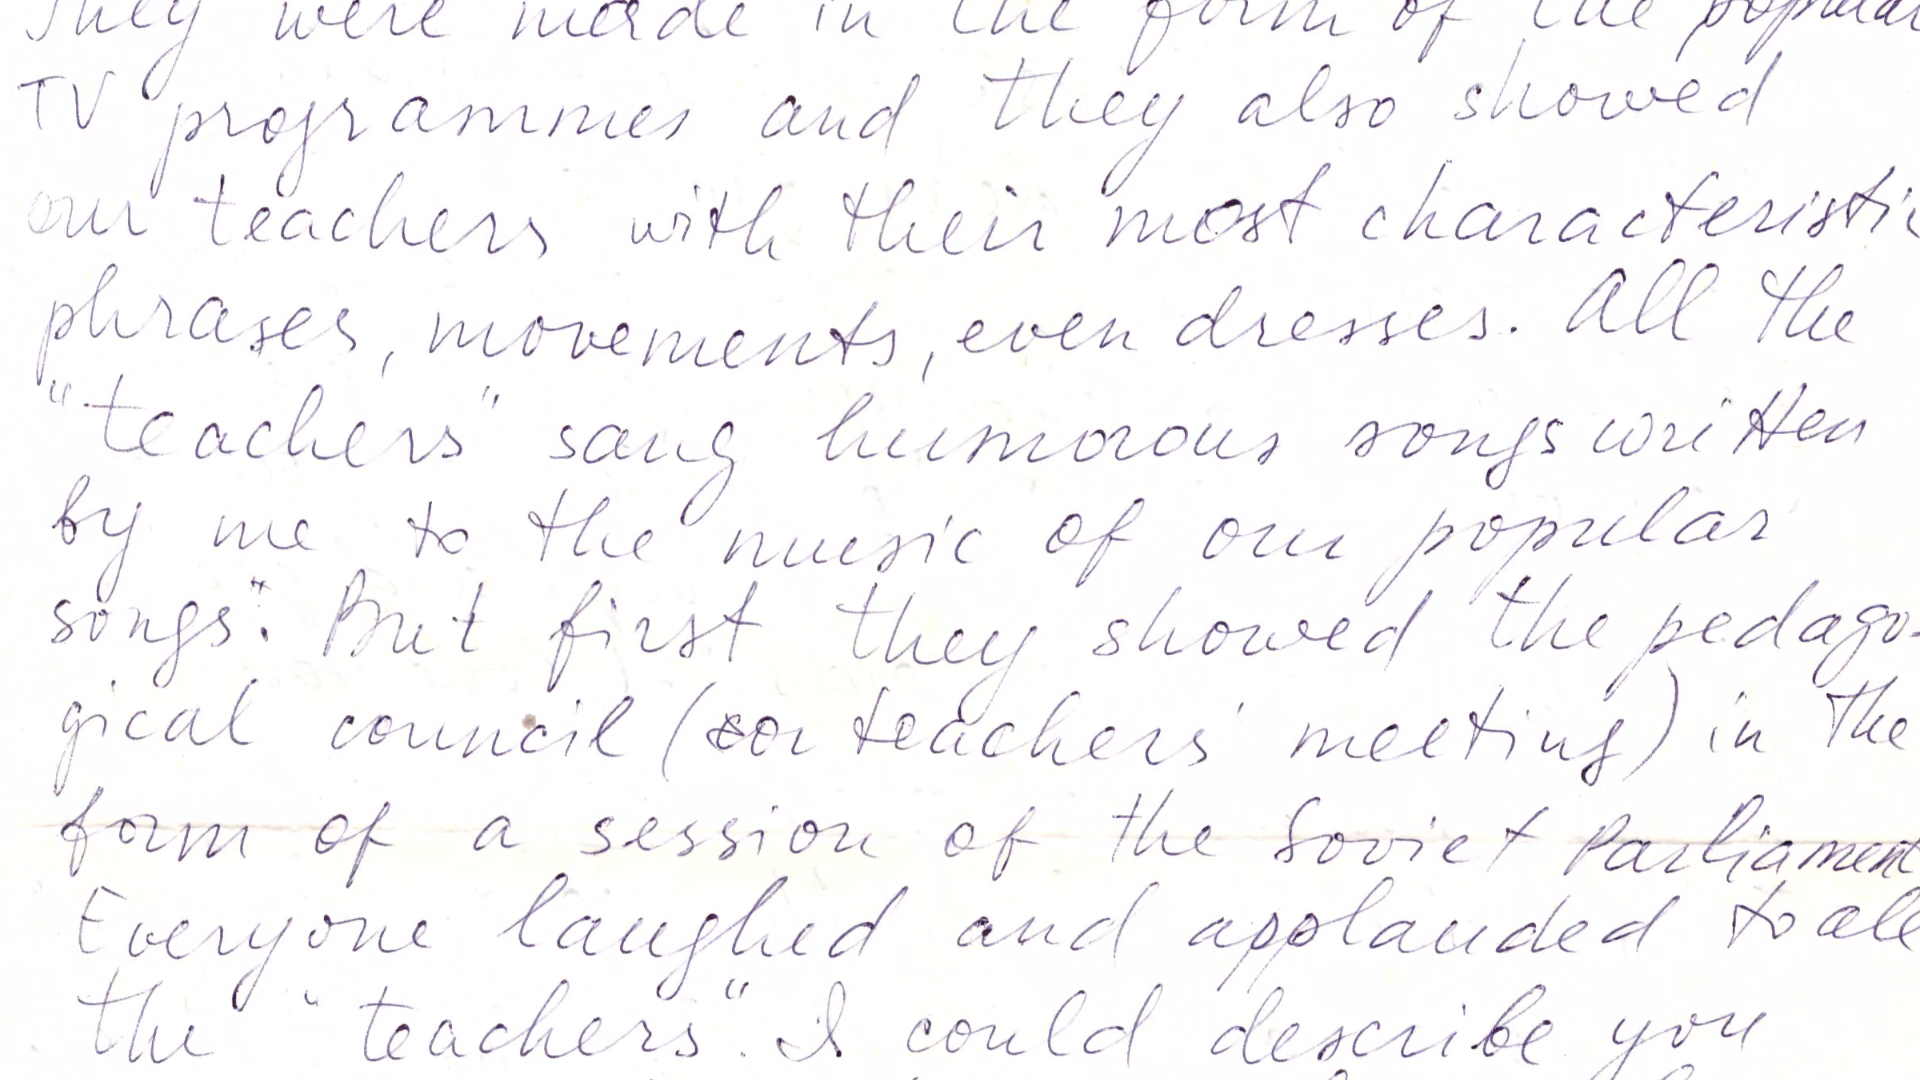 They were made in the form of the popular
TV programmes and they also showed
our teachers with their most characteristic
phrases, movements, even dresses. All the
"teachers" sang humorous songs written
by me to the music of our popular
songs". But first they showed the pedago-
gical council (or teachers' meeting) in the
form of a session of the Soviet Parliament
Everyone laughed and applauded to all
the "teachers". I could describe you